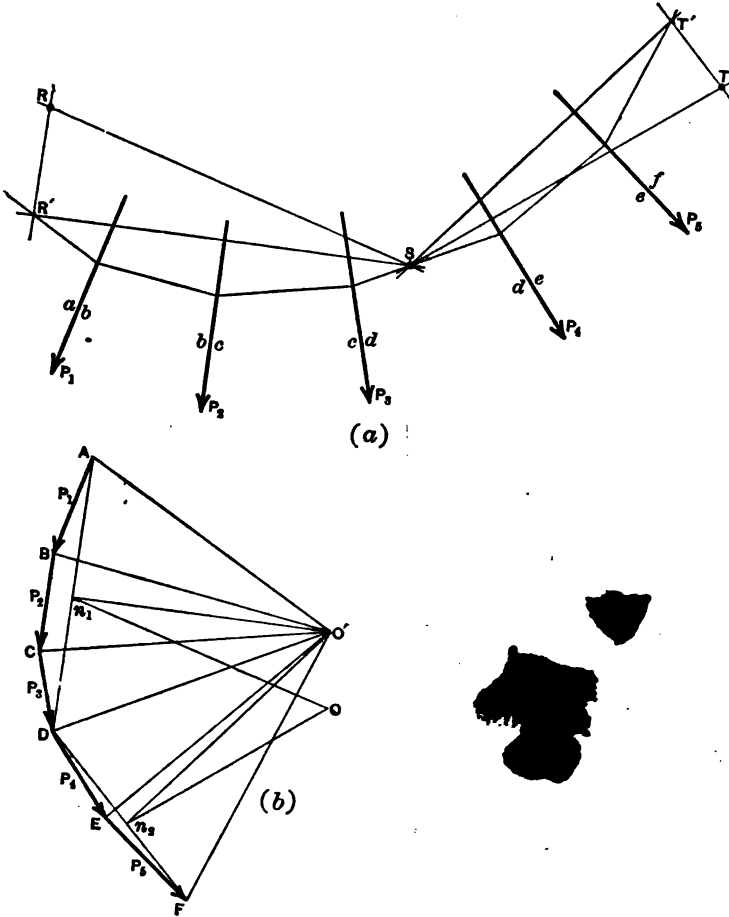 T'
T
R
R'
S
f
e
P₅
a b
b c
c d
d e
P₁
P₂
P₃
P₄
(a)
A
P₁
B
P₂
n₁
O'
C
P₃
O
D
P₄
E
n₂
(b)
P₅
F